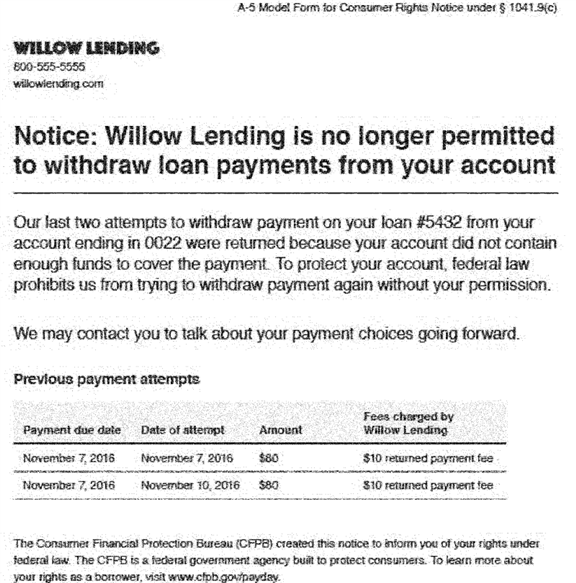 A-5 Model Form for Consumer Rights Notice under § 1041.9(c)
WILLOW LENDING
800-555-5555
willowlending.com
Notice: Willow Lending is no longer permitted
to withdraw loan payments from your account
Our last two attempts to withdraw payment on your loan #5432 from your
account ending in 0022 were returned because your account did not contain
enough funds to cover the payment. To protect your account, federal law
prohibits us from trying to withdraw payment again without your permission.
We may contact you to talk about your payment choices going forward.
Previous payment attempts
Payment due date Date of attempt Amount Fees charged by Willow Lending
November 7, 2016 November 7, 2016 $80 $10 returned payment fee
November 7, 2016 November 10, 2016 $80 $10 returned payment fee
The Consumer Financial Protection Bureau (CFPB) created this notice to inform you of your rights under
federal law. The CFPB is a federal government agency built to protect consumers. To learn more about
your rights as a borrower, visit www.cfpb.gov/payday.